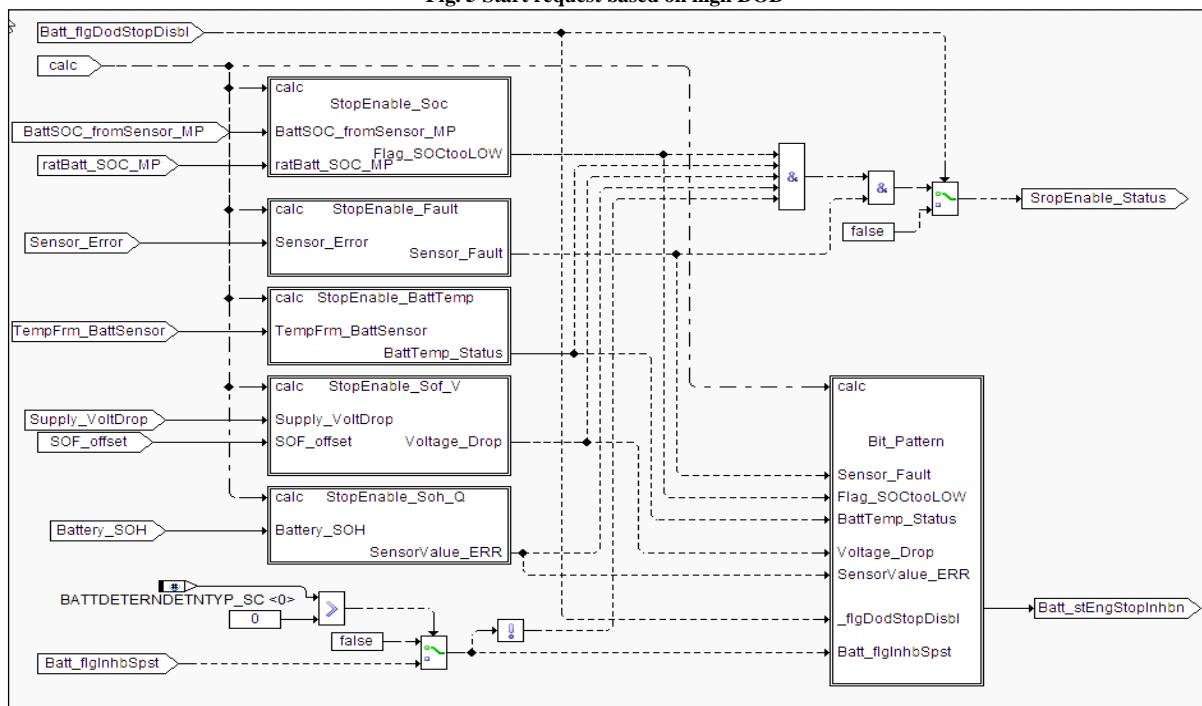 Fig. 3 Start request based on high DOD
Batt_flgDodStopDisbl
calc
BattSOC_fromSensor_MP
ratBatt_SOC_MP
calc
StopEnable_Soc
BattSOC_fromSensor_MP
Flag_SOCtooLOW
ratBatt_SOC_MP
&
&
false
SropEnable_Status
Sensor_Error
calc StopEnable_Fault
Sensor_Error
Sensor_Fault
TempFrm_BattSensor
calc StopEnable_BattTemp
TempFrm_BattSensor
BattTemp_Status
Supply_VoltDrop
SOF_offset
calc StopEnable_Sof_V
Supply_VoltDrop
SOF_offset Voltage_Drop
Battery_SOH
calc StopEnable_Soh_Q
Battery_SOH
SensorValue_ERR
calc
Bit_Pattern
Sensor_Fault
Flag_SOCtooLOW
BattTemp_Status
Voltage_Drop
SensorValue_ERR
_flgDodStopDisbl
Batt_flgInhbSpst
Batt_stEngStopInhbn
#
BATTDETERNDETNTYP_SC <0>
0
>
false
!
Batt_flgInhbSpst